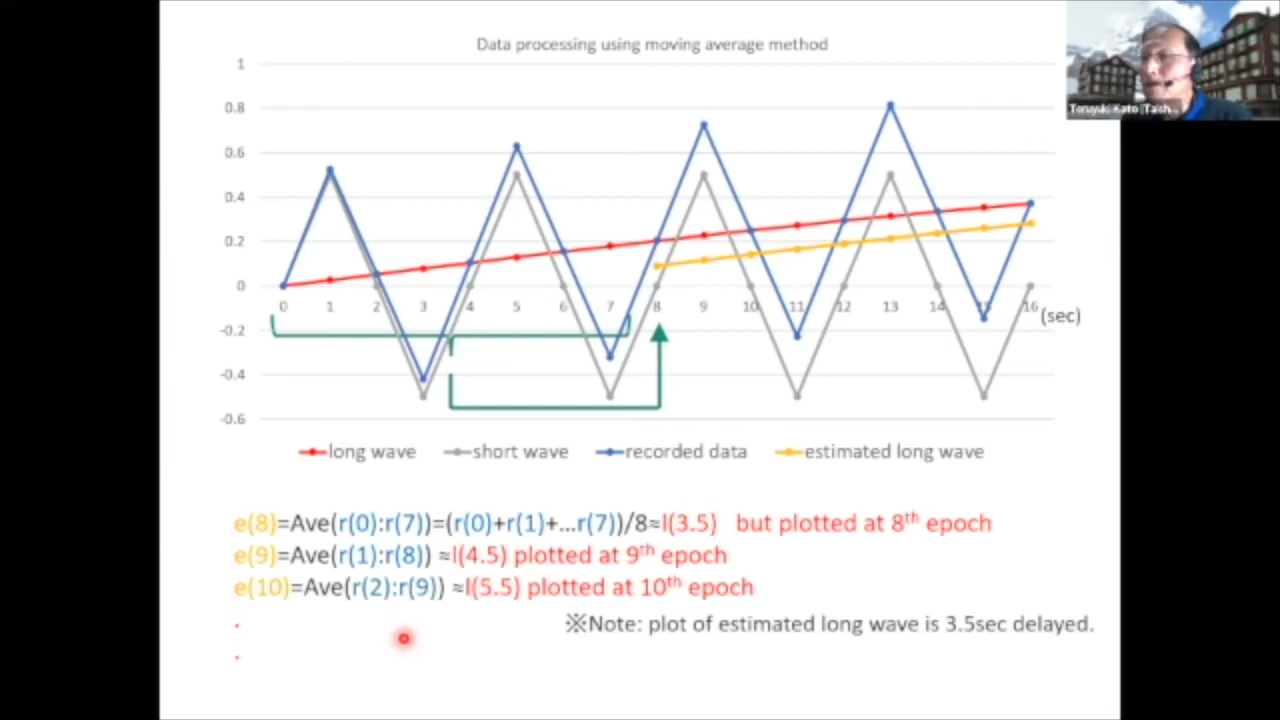 Data processing using moving average method
1
0.8
0.6
0.4
0.2
0
-0.2
-0.4
-0.6
0 1 2 3 4 5 6 7 8 9 10 11 12 13 14 15 16
(sec)
long wave short wave recorded data estimated long wave
e(8)=Ave(r(0):r(7))=(r(0)+r(1)+...r(7))/8≈l(3.5) but plotted at 8th epoch
e(9)=Ave(r(1):r(8)) ≈l(4.5) plotted at 9th epoch
e(10)=Ave(r(2):r(9)) ≈l(5.5) plotted at 10th epoch
.
※Note: plot of estimated long wave is 3.5sec delayed.
.
Teruyuki Kato (Taish...